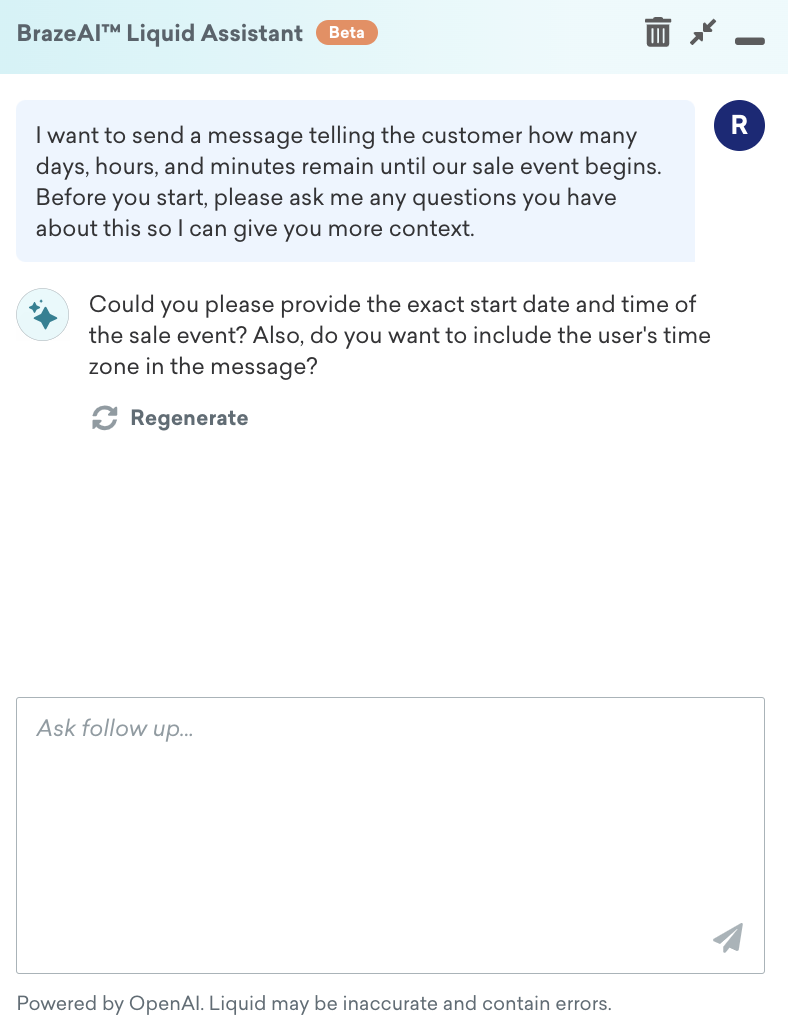 BrazeAI™ Liquid Assistant Beta
I want to send a message telling the customer how many
days, hours, and minutes remain until our sale event begins.
Before you start, please ask me any questions you have
about this so I can give you more context.
R
Could you please provide the exact start date and time of
the sale event? Also, do you want to include the user's time
zone in the message?
Regenerate
Ask follow up...
Powered by OpenAI. Liquid may be inaccurate and contain errors.